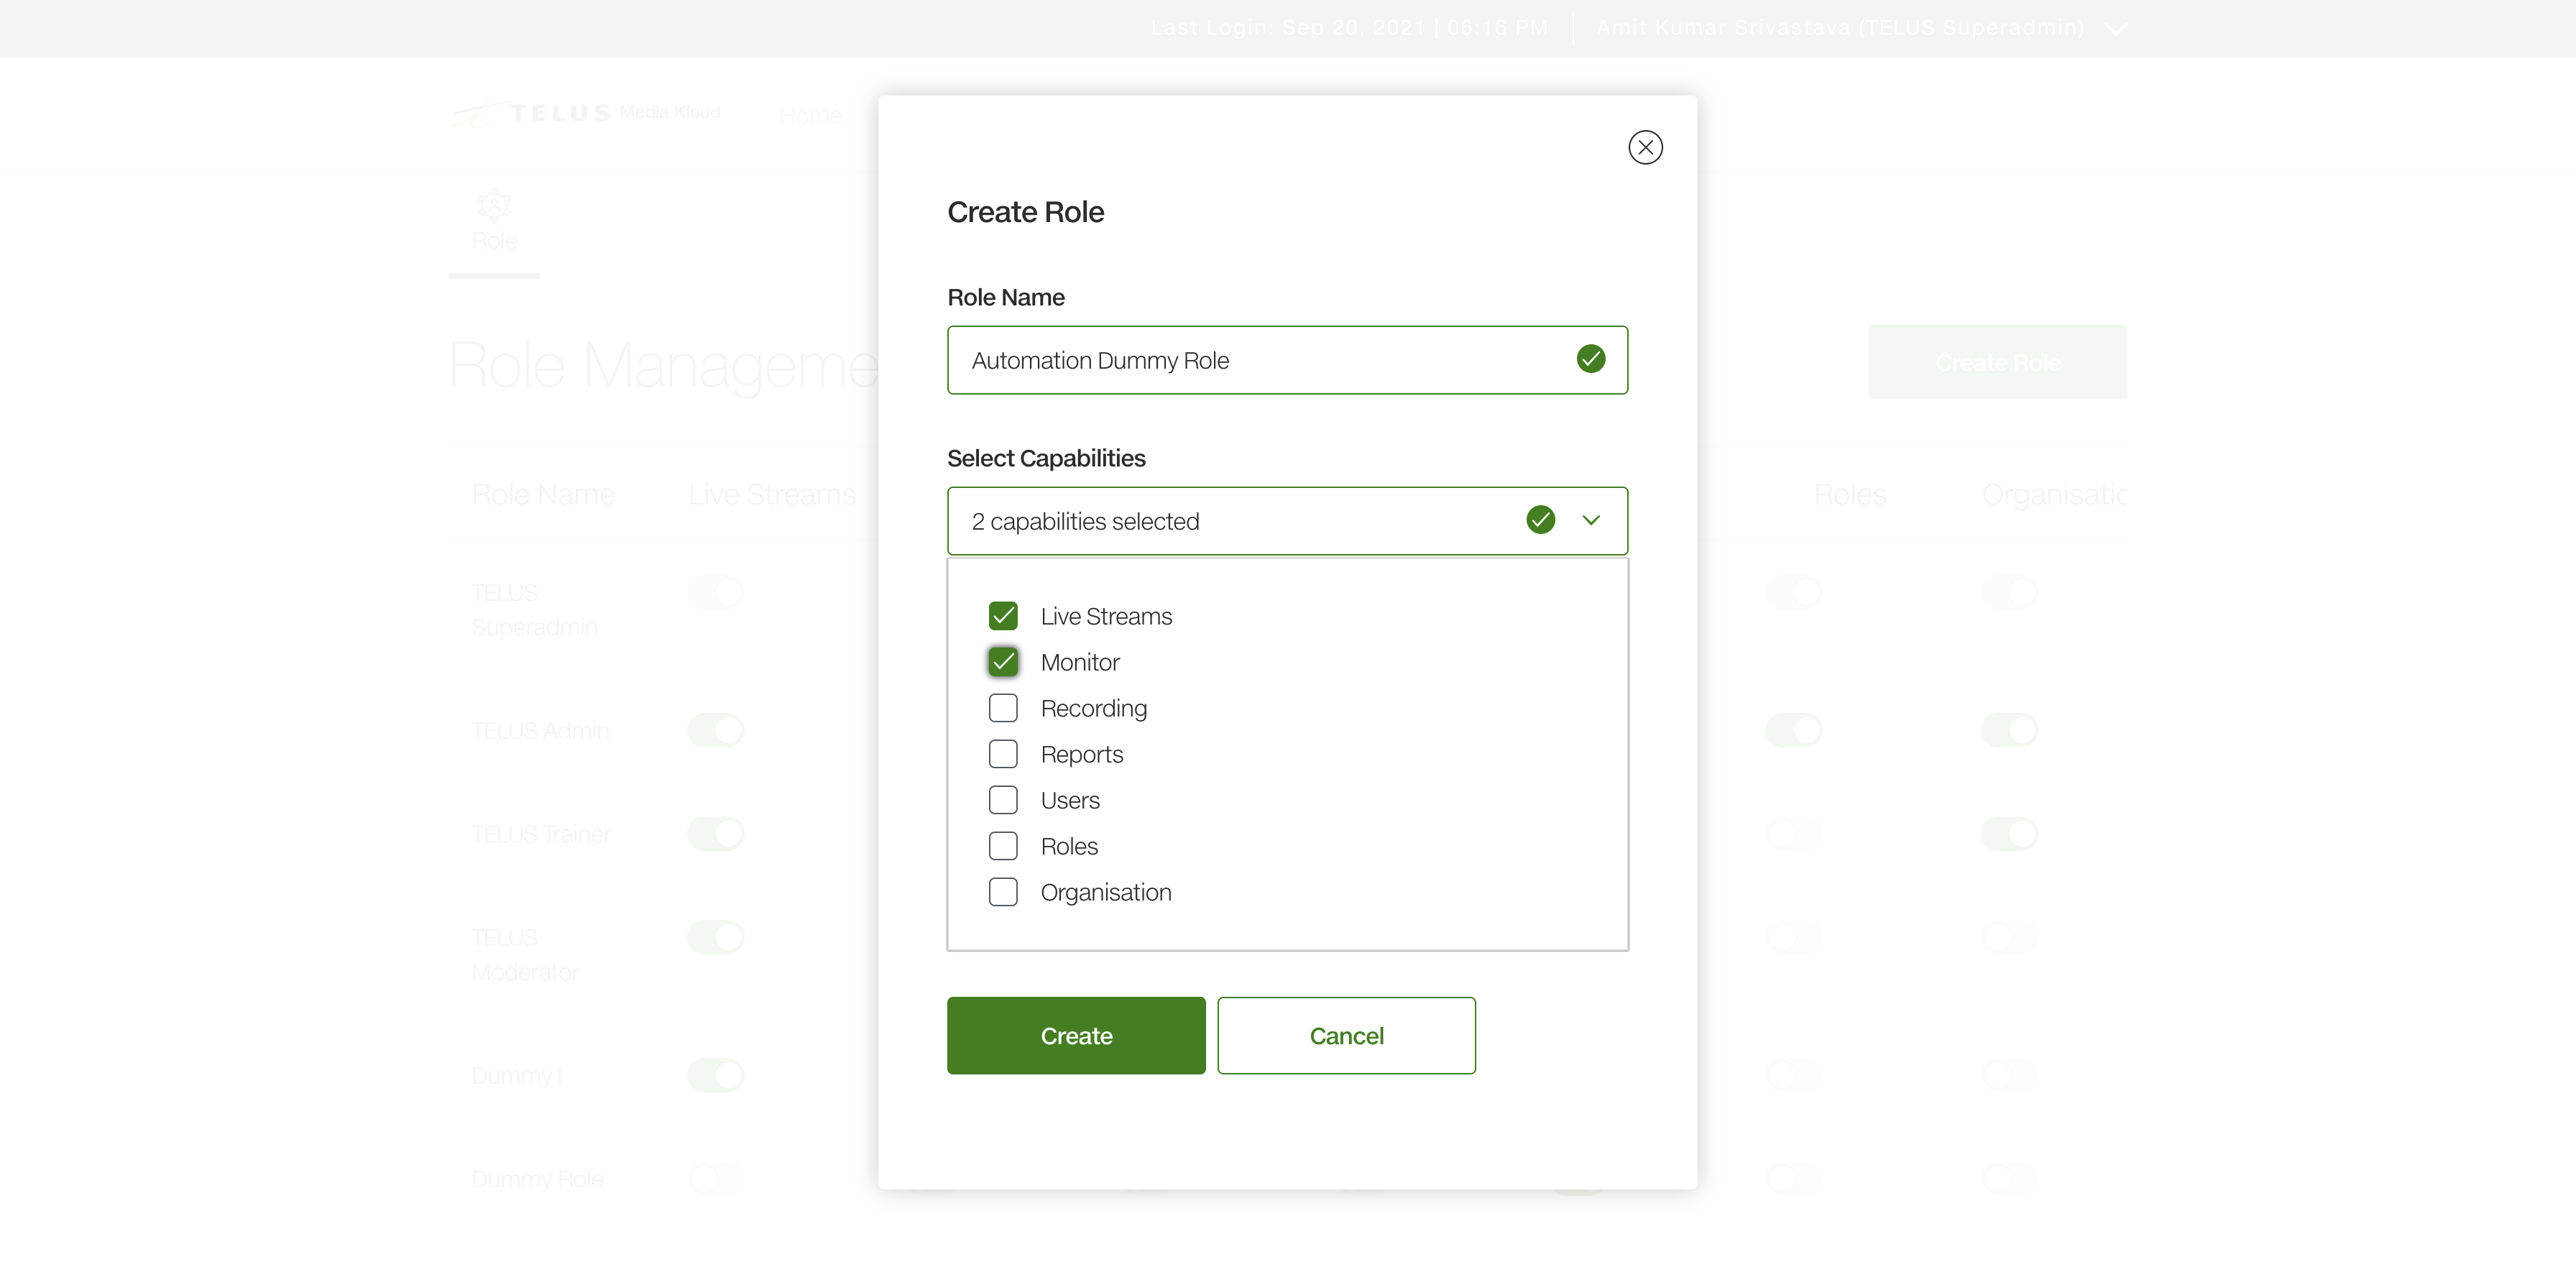 Last Login: Sep 20, 2021 | 06:16 PM
Amit Kumar Srivastava (TELUS Superadmin)
TELUS Media Kloud
Home
Role
Role Manageme
Create Role
Role Name
Live Streams
Roles
Organisatio
TELUS
Superadmin
TELUS Admin
TELUS Trainer
TELUS
Moderator
Dummy1
Dummy Role
Create Role
Role Name
Automation Dummy Role
Select Capabilities
2 capabilities selected
Live Streams
Monitor
Recording
Reports
Users
Roles
Organisation
Create
Cancel